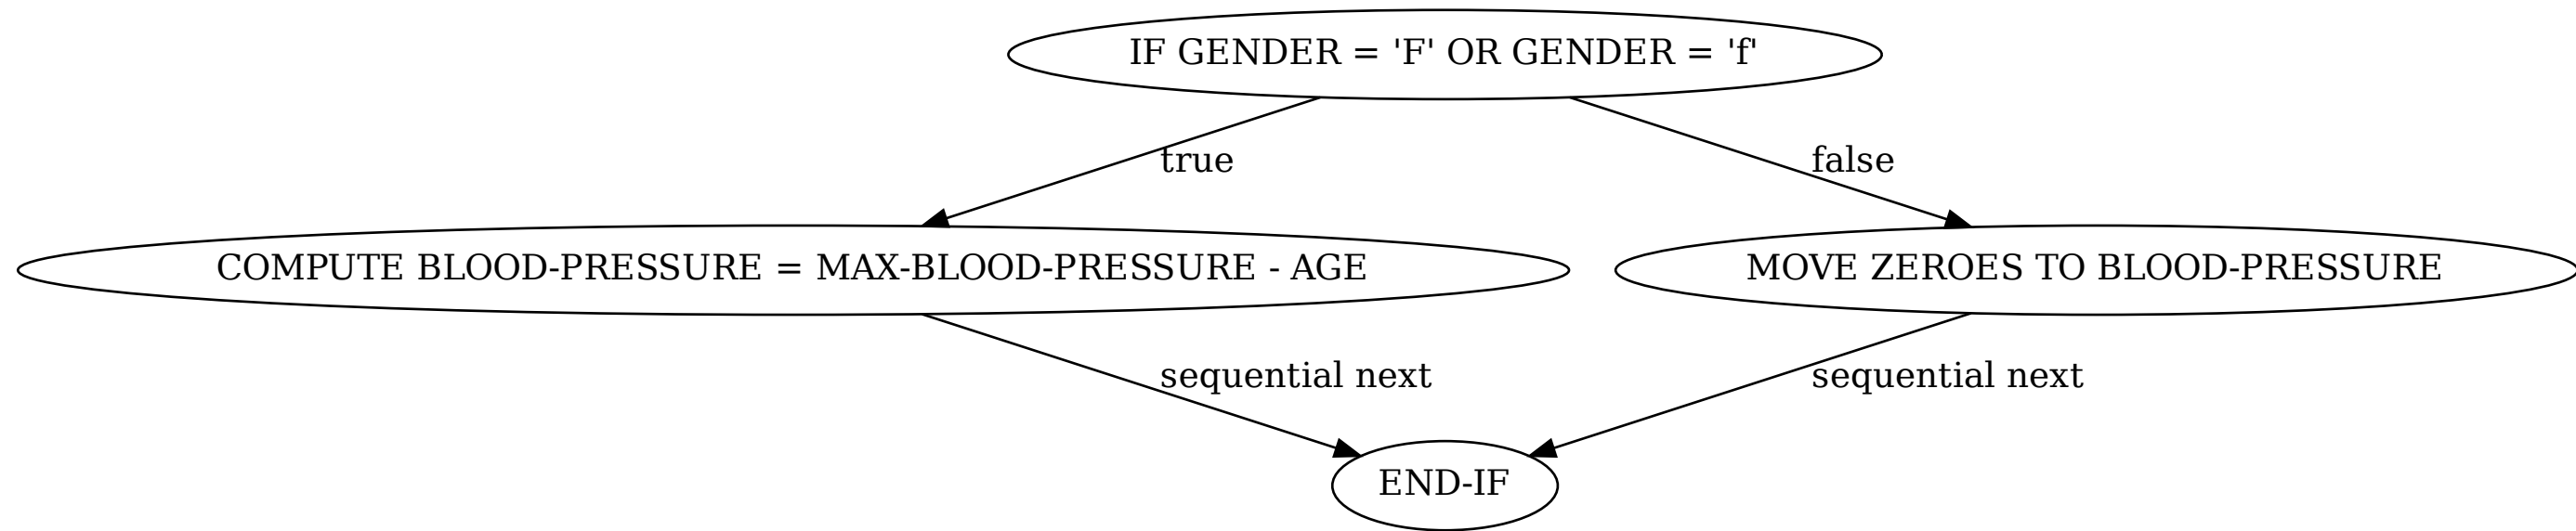 IF GENDER = 'F' OR GENDER = 'f'
true
false
COMPUTE BLOOD-PRESSURE = MAX-BLOOD-PRESSURE - AGE
MOVE ZEROES TO BLOOD-PRESSURE
sequential next
sequential next
END-IF